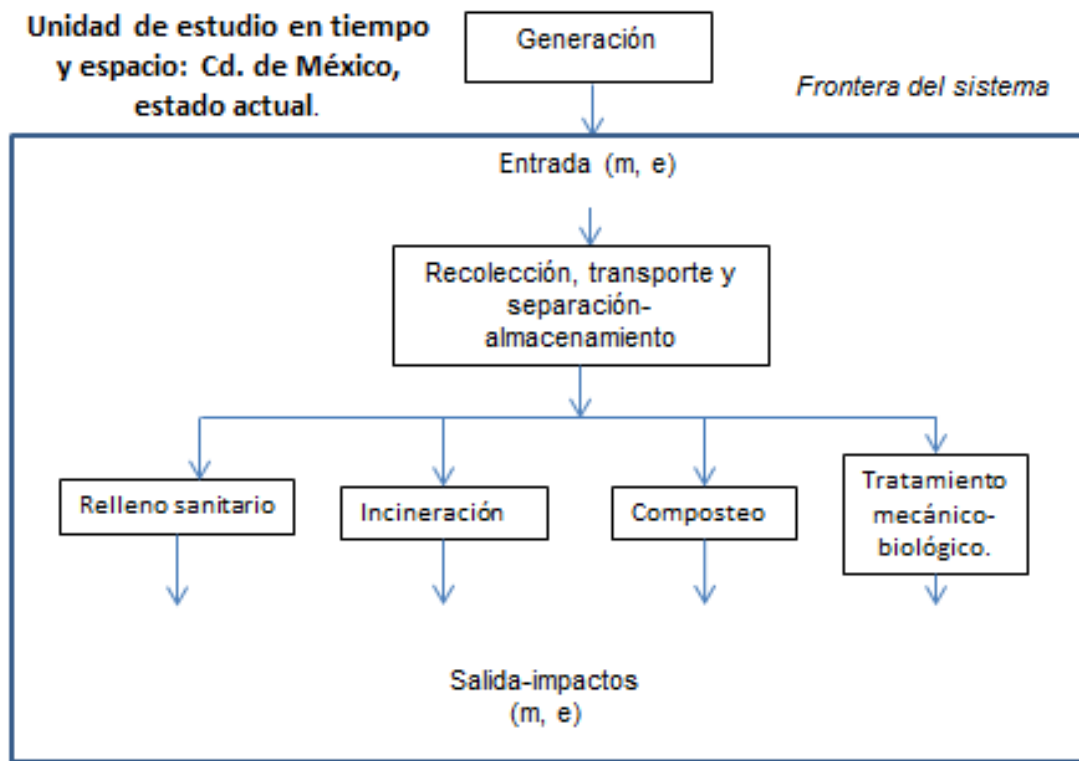 Unidad de estudio en tiempo
y espacio: Cd. de México,
estado actual.
Generación
Frontera del sistema
Entrada (m, e)
Recolección, transporte y
separación-
almacenamiento
Relleno sanitario
Incineración
Composteo
Tratamiento
mecánico-
biológico.
Salida-impactos
(m, e)